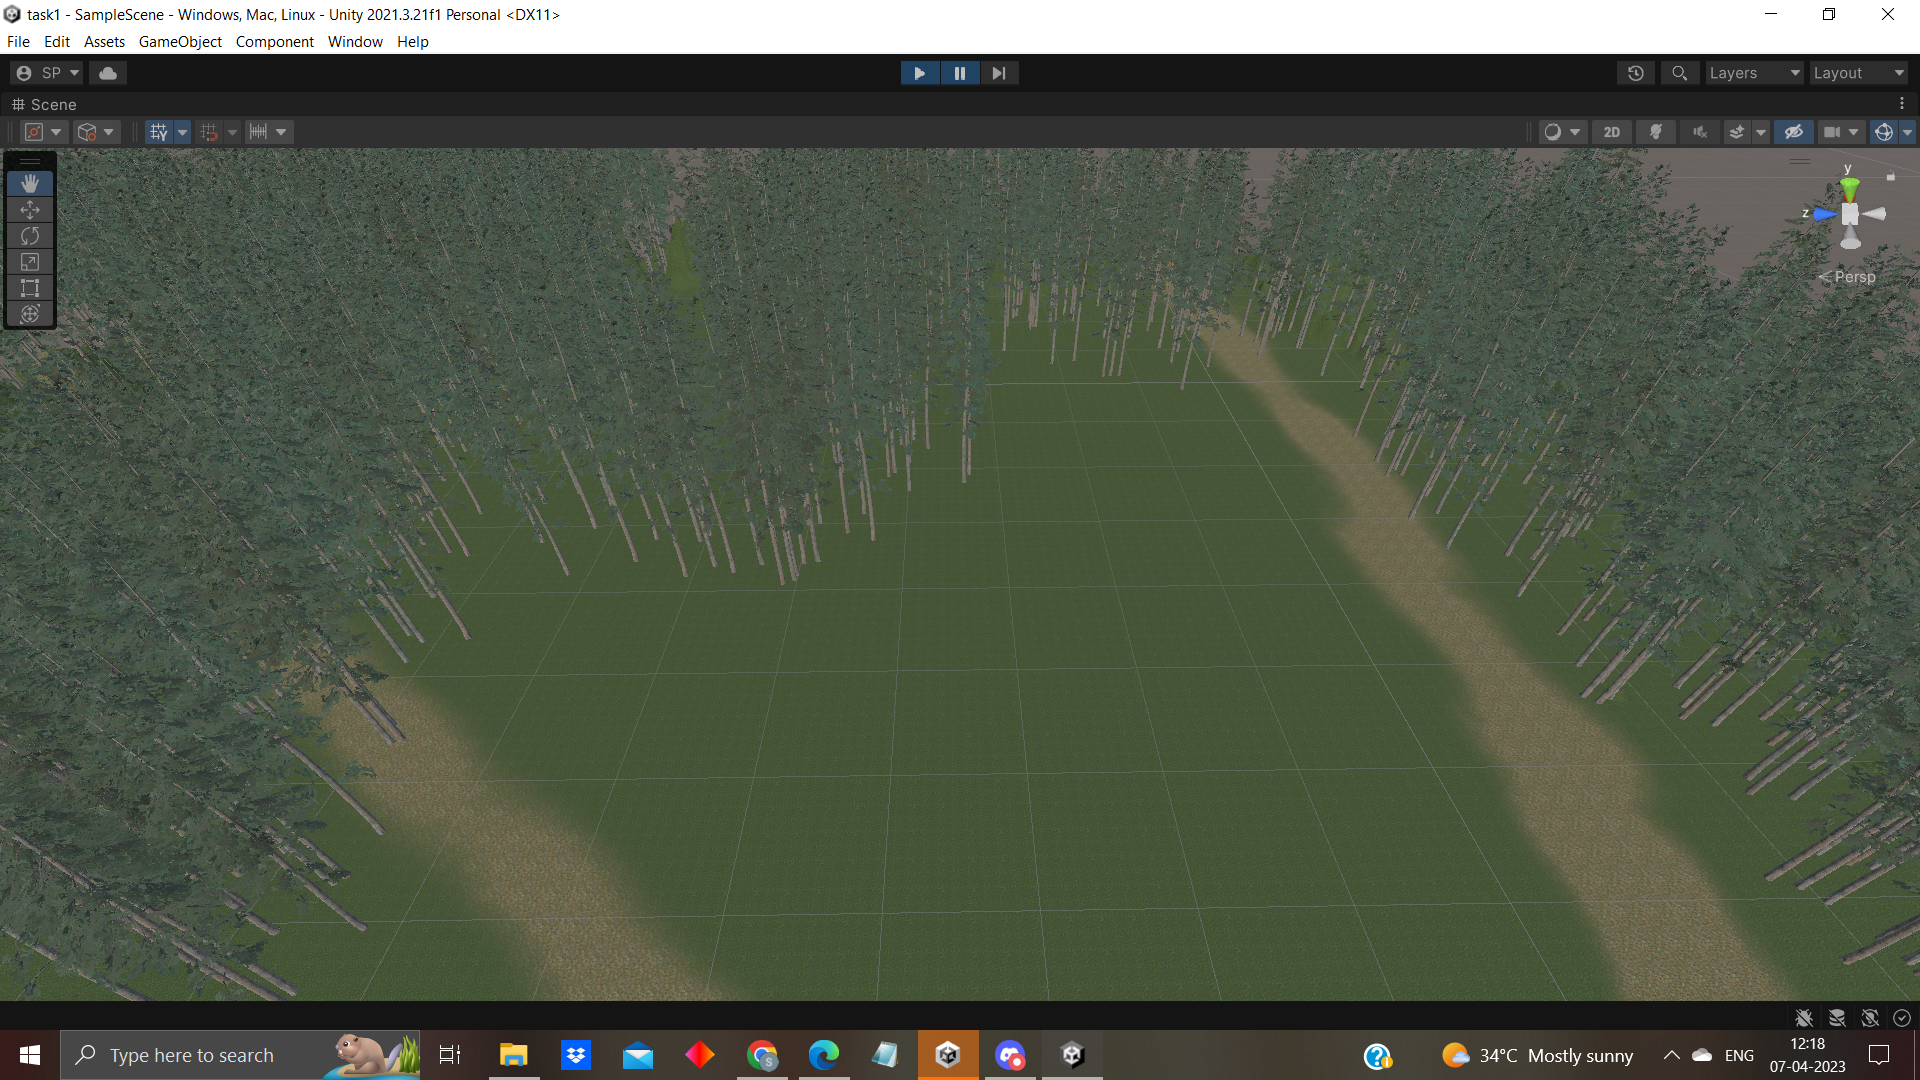 task1 - SampleScene - Windows, Mac, Linux - Unity 2021.3.21f1 Personal <DX11>
File Edit Assets GameObject Component Window Help
SP Layers Layout
Scene
2D
y
z
Persp
Type here to search 34°C Mostly sunny ENG 12:18
07-04-2023